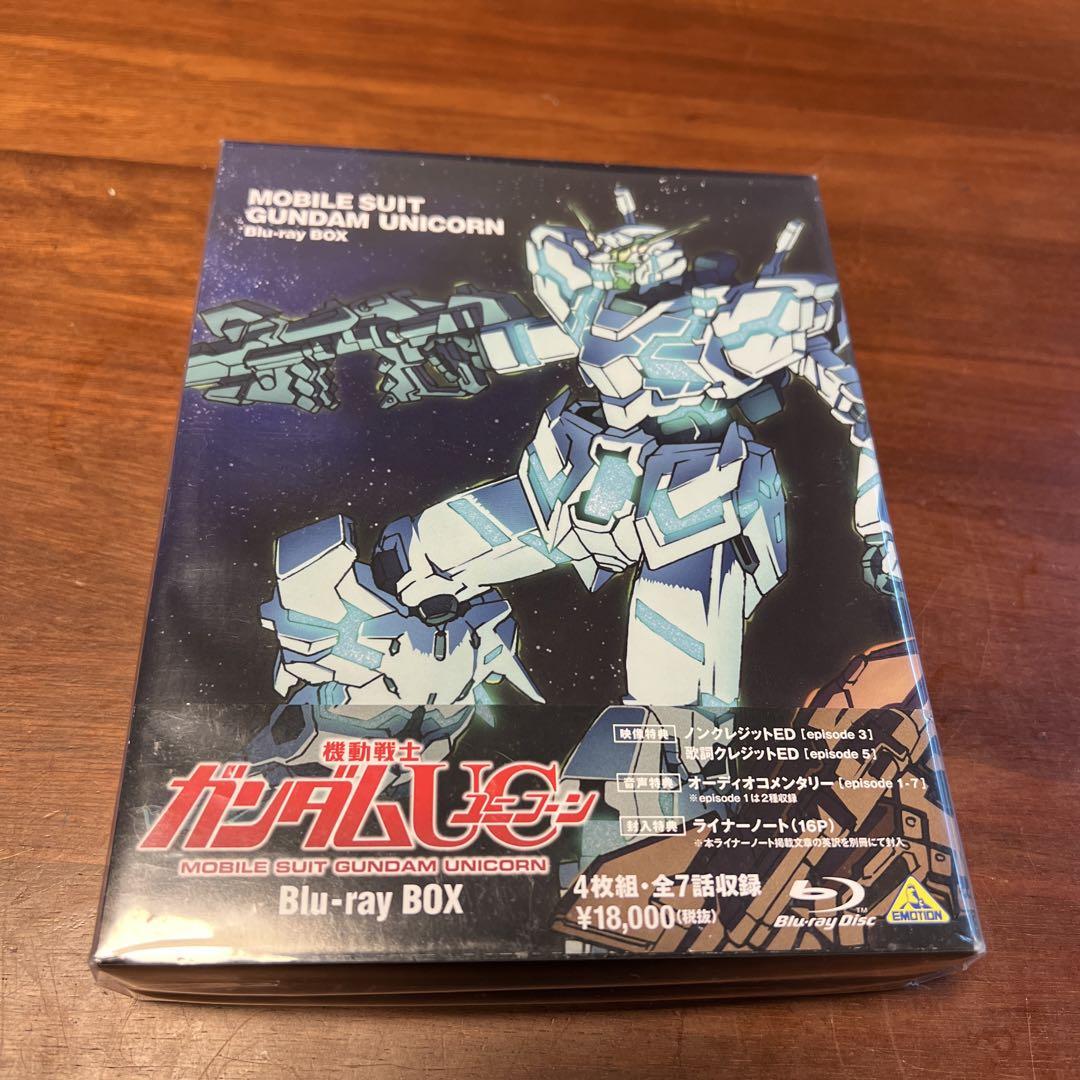 MOBILE SUIT
GUNDAM UNICORN
Blu-ray BOX
機動戦士
ガンダムUC
ユニコーン
MOBILE SUIT GUNDAM UNICORN
Blu-ray BOX
映像特典 ノンクレジットED [episode 3]
歌詞クレジットED [episode 5]
音声特典 オーディオコメンタリー [episode 1-7]
※episode 1は2種収録
封入特典 ライナーノート(16P)
※本ライナーノート掲載文章の英訳を別冊にて封入
4枚組・全7話収録
¥18,000(税抜)
Blu-ray Disc™
EMOTION